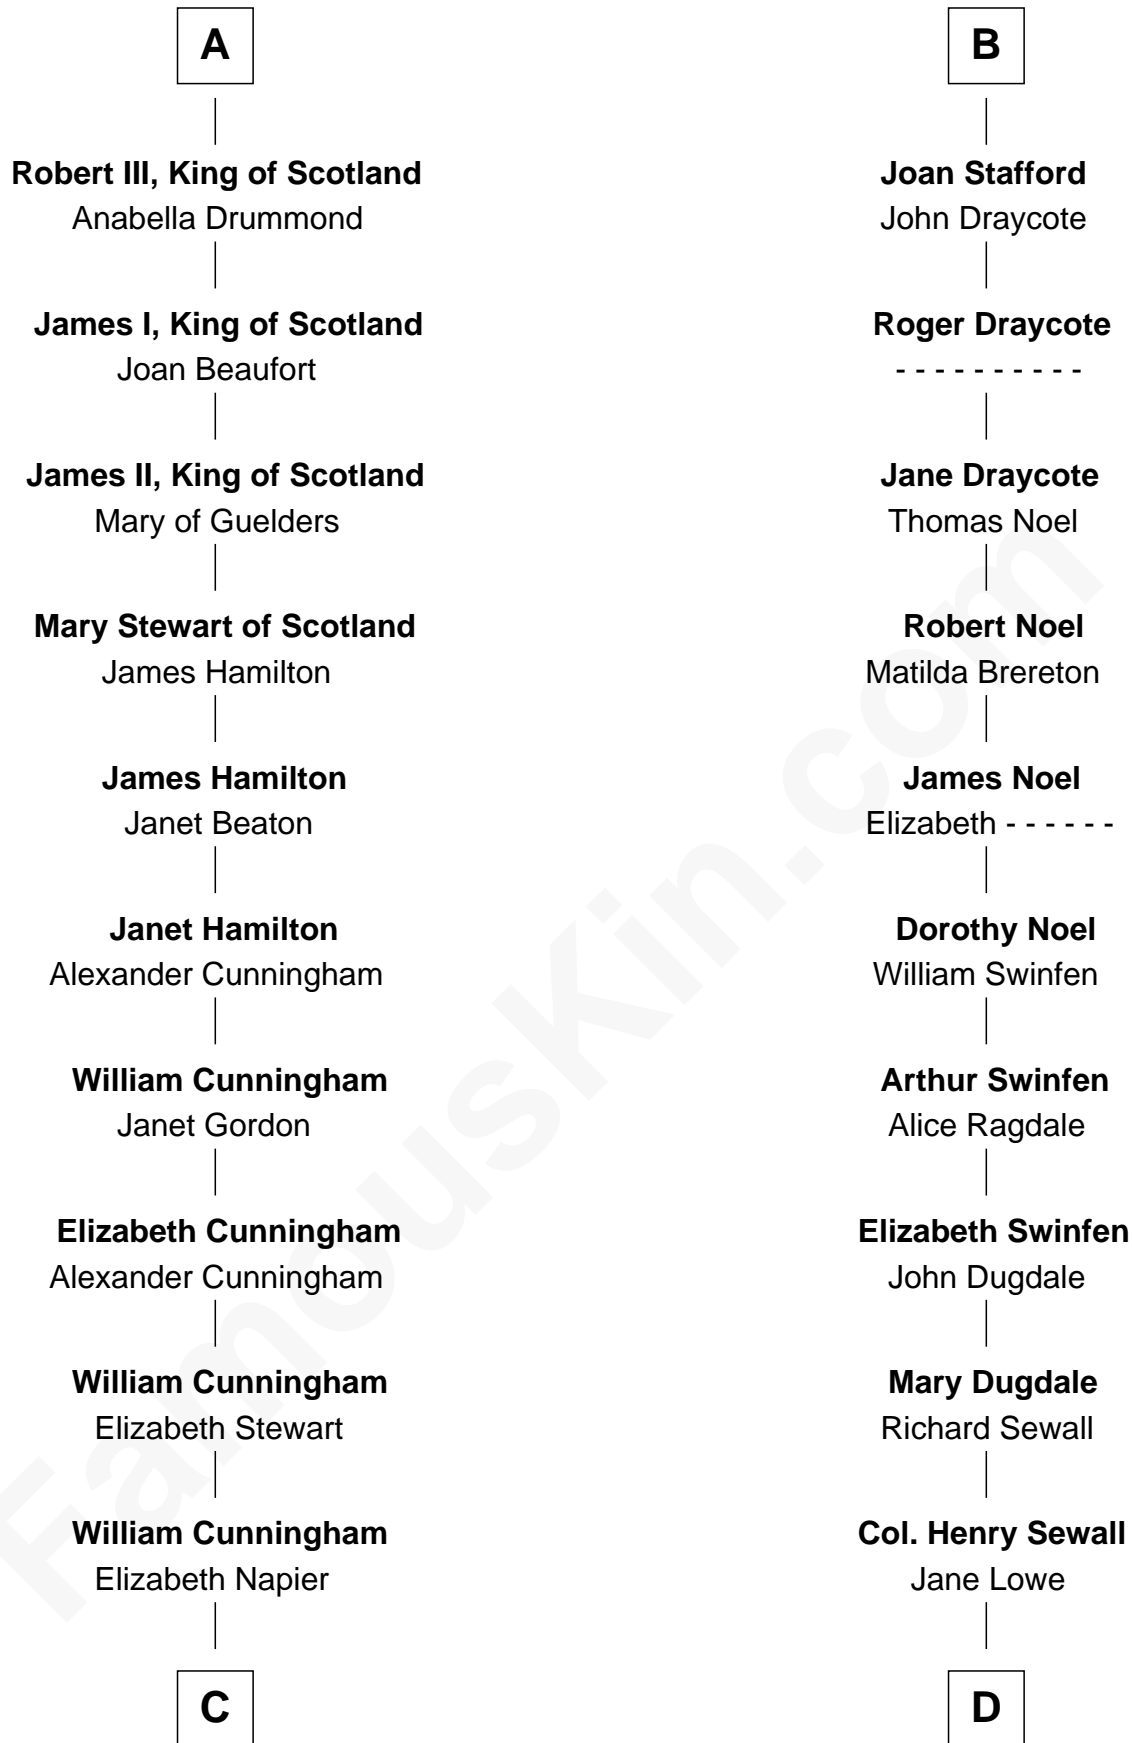 A
Robert III, King of Scotland
Anabella Drummond
James I, King of Scotland
Joan Beaufort
James II, King of Scotland
Mary of Guelders
Mary Stewart of Scotland
James Hamilton
James Hamilton
Janet Beaton
Janet Hamilton
Alexander Cunningham
William Cunningham
Janet Gordon
Elizabeth Cunningham
Alexander Cunningham
William Cunningham
Elizabeth Stewart
William Cunningham
Elizabeth Napier
C
B
Joan Stafford
John Draycote
Roger Draycote
- - - - - - - - - -
Jane Draycote
Thomas Noel
Robert Noel
Matilda Brereton
James Noel
Elizabeth - - - - - -
Dorothy Noel
William Swinfen
Arthur Swinfen
Alice Ragdale
Elizabeth Swinfen
John Dugdale
Mary Dugdale
Richard Sewall
Col. Henry Sewall
Jane Lowe
D
FamousKin.com